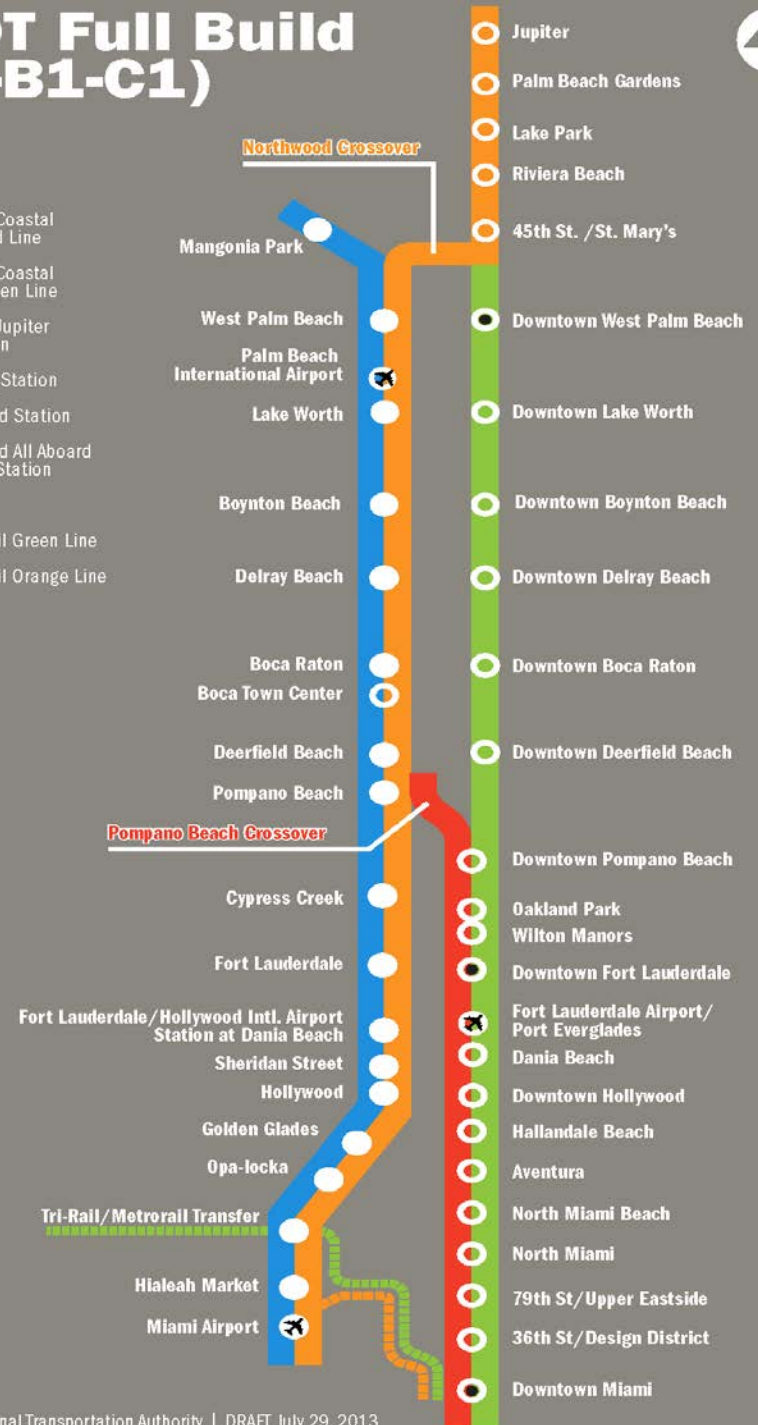 OT Full Build
-B1-C1)
Northwood Crossover
Coastal
Line
Coastal
en Line
Jupiter
n
Station
d Station
d All Aboard
Station
il Green Line
il Orange Line
Jupiter
Palm Beach Gardens
Lake Park
Riviera Beach
45th St. /St. Mary's
Mangonia Park
West Palm Beach
Palm Beach
International Airport
Lake Worth
Boynton Beach
Delray Beach
Boca Raton
Boca Town Center
Deerfield Beach
Pompano Beach
Pompano Beach Crossover
Cypress Creek
Fort Lauderdale
Fort Lauderdale/Hollywood Intl. Airport
Station at Dania Beach
Sheridan Street
Hollywood
Golden Glades
Opa-locka
Tri-Rail/Metrorail Transfer
Hialeah Market
Miami Airport
Downtown West Palm Beach
Downtown Lake Worth
Downtown Boynton Beach
Downtown Delray Beach
Downtown Boca Raton
Downtown Deerfield Beach
Downtown Pompano Beach
Oakland Park
Wilton Manors
Downtown Fort Lauderdale
Fort Lauderdale Airport/
Port Everglades
Dania Beach
Downtown Hollywood
Hallandale Beach
Aventura
North Miami Beach
North Miami
79th St/Upper Eastside
36th St/Design District
Downtown Miami
nal Transportation Authority | DRAFT July 29, 2013